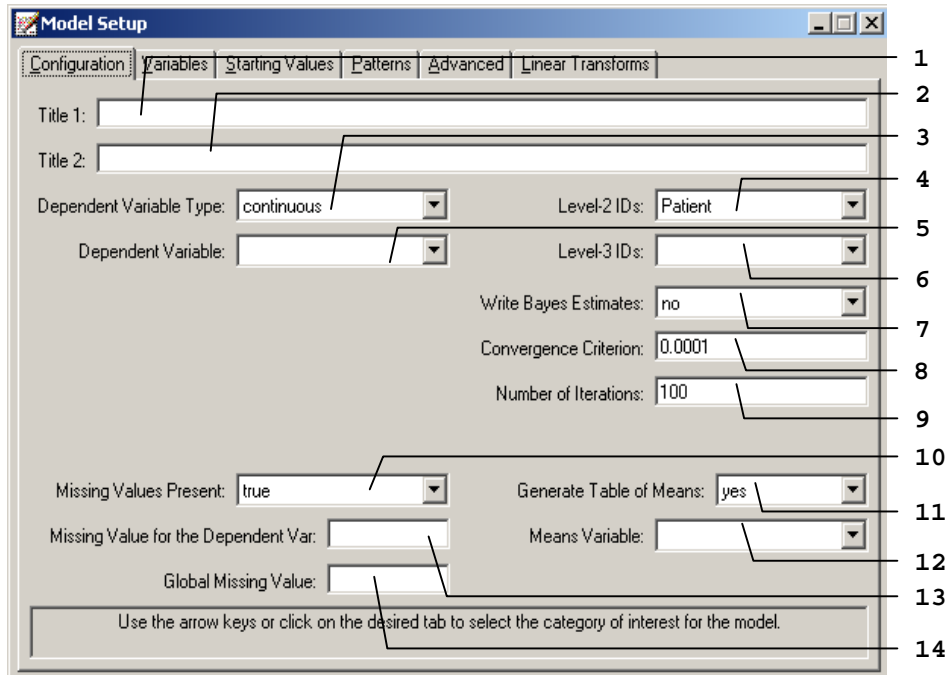 Model Setup
Configuration Variables Starting Values Patterns Advanced Linear Transforms
1
Title 1:
2
Title 2:
3
Dependent Variable Type: continuous Level-2 IDs: Patient
4
Dependent Variable: Level-3 IDs:
5
6
Write Bayes Estimates: no
7
Convergence Criterion: 0.0001
8
Number of Iterations: 100
9
10
Missing Values Present: true Generate Table of Means: yes
11
Missing Value for the Dependent Var: Means Variable:
12
Global Missing Value:
13
Use the arrow keys or click on the desired tab to select the category of interest for the model.
14